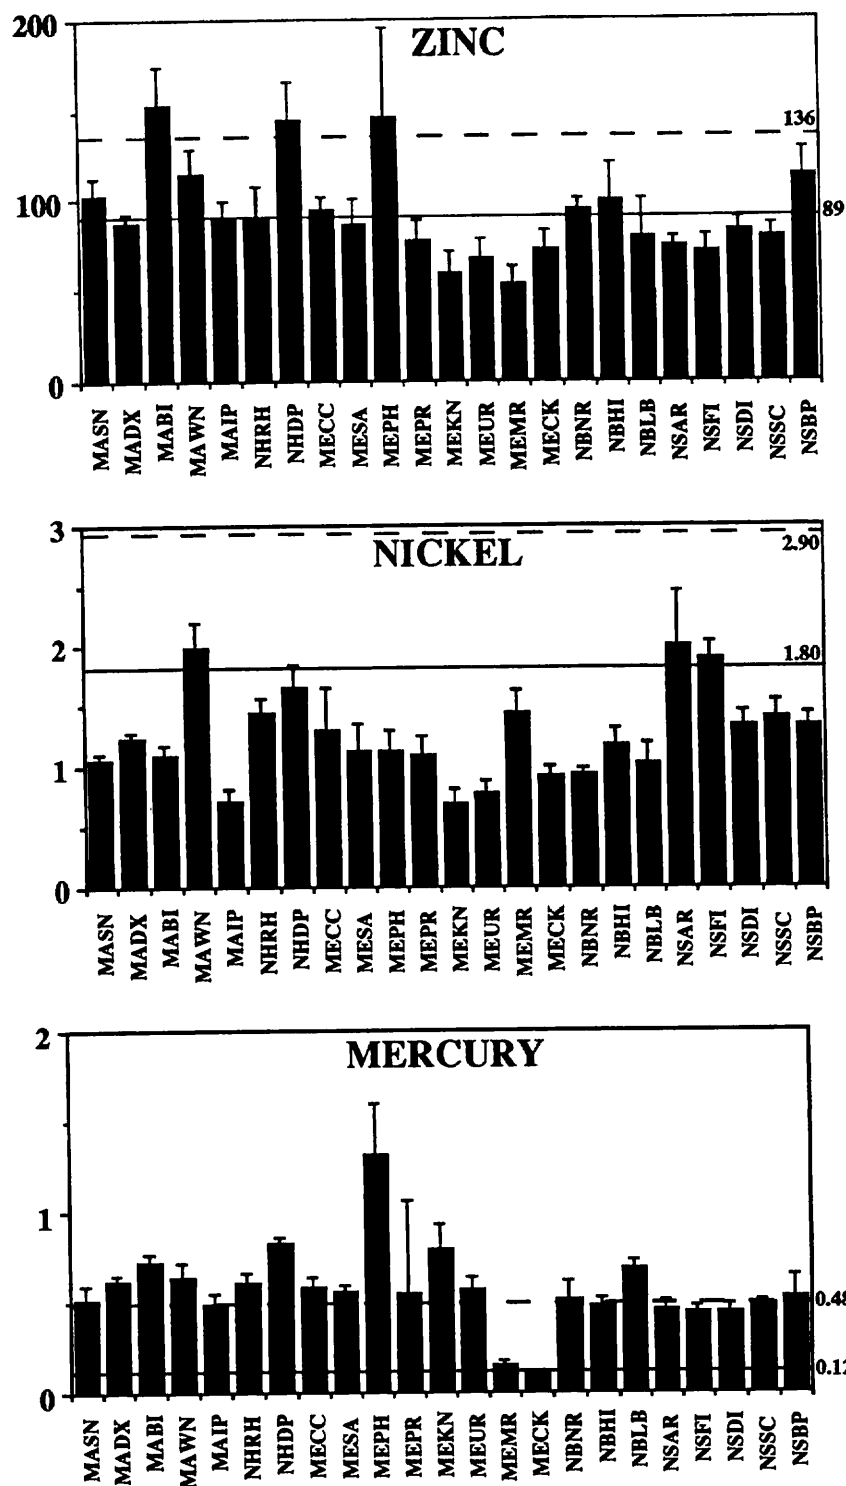 ZINC
200
136
100
89
0
MASN MADX MABI MAWN MAIP NHRH NHDP MECC MESA MEPH MEPR MEKN MEUR MEMR MECK NBNR NBHI NBLB NSAR NSFI NSDI NSSC NSBP
3
NICKEL
2.90
2
1.80
1
0
MASN MADX MABI MAWN MAIP NHRH NHDP MECC MESA MEPH MEPR MEKN MEUR MEMR MECK NBNR NBHI NBLB NSAR NSFI NSDI NSSC NSBP
2
MERCURY
1
0.48
0.12
0
MASN MADX MABI MAWN MAIP NHRH NHDP MECC MESA MEPH MEPR MEKN MEUR MEMR MECK NBNR NBHI NBLB NSAR NSFI NSDI NSSC NSBP